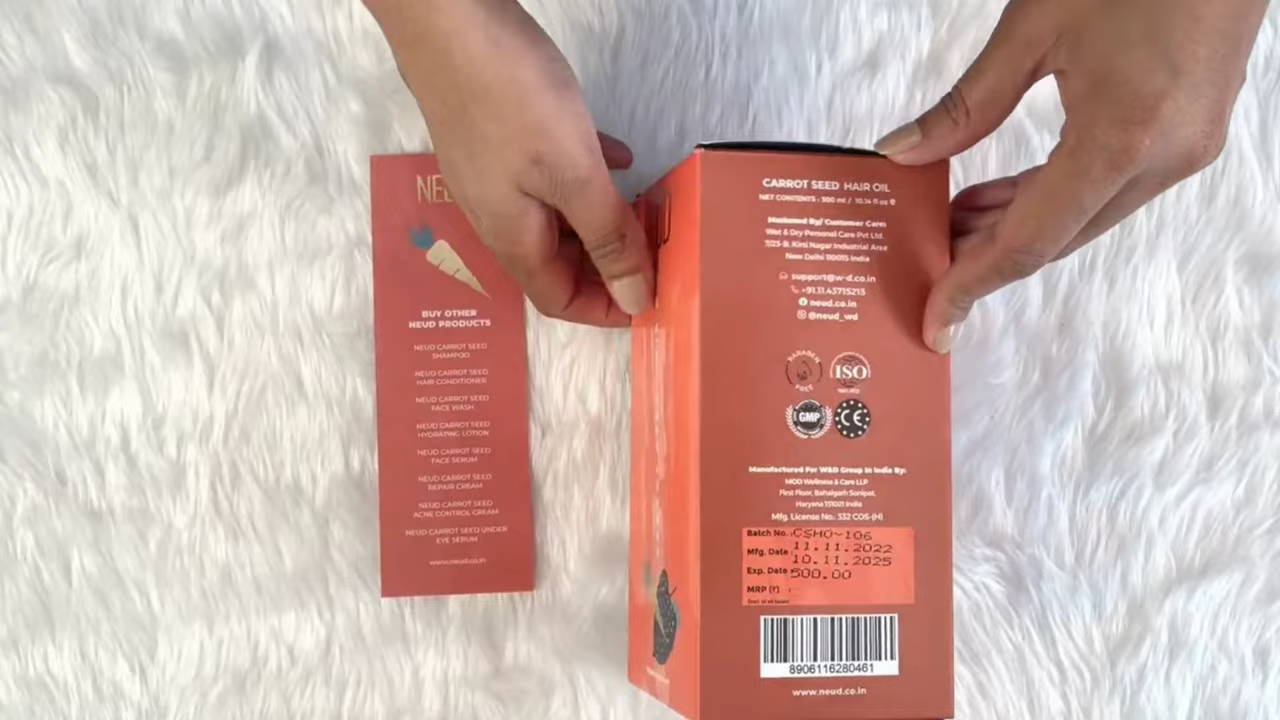 NEU
BUY OTHER
NEUD PRODUCTS
NEUD CARROT SEED
SHAMPOO
NEUD CARROT SEED
HAIR CONDITIONER
NEUD CARROT SEED
FACE WASH
NEUD CARROT SEED
HYDRATING LOTION
NEUD CARROT SEED
FACE SERUM
NEUD CARROT SEED
REPAIR CREAM
NEUD CARROT SEED
ACNE CONTROL CREAM
NEUD CARROT SEED UNDER
EYE SERUM
www.neud.co.in
CARROT SEED HAIR OIL
NET CONTENTS : 300 ml / 10.14 fl oz e
Marketed By/ Customer Care:
Wet & Dry Personal Care Pvt Ltd.
7/25-B, Kirti Nagar Industrial Area
New Delhi 110015 India
support@w-d.co.in
+91.11.43715213
neud.co.in
@neud_wd
PARABEN
FREE
ISO
GMP
CE
Manufactured For W&D Group In India By:
MOD Wellness & Care LLP
First Floor, Bahalgarh Sonipat,
Haryana 131021 India
Mfg. License No.: 332 COS-(H)
Batch No. : CSHO-106
Mfg. Date : 11.11.2022
Exp. Date : 10.11.2025
MRP (₹) : 500.00
8906116280461
www.neud.co.in